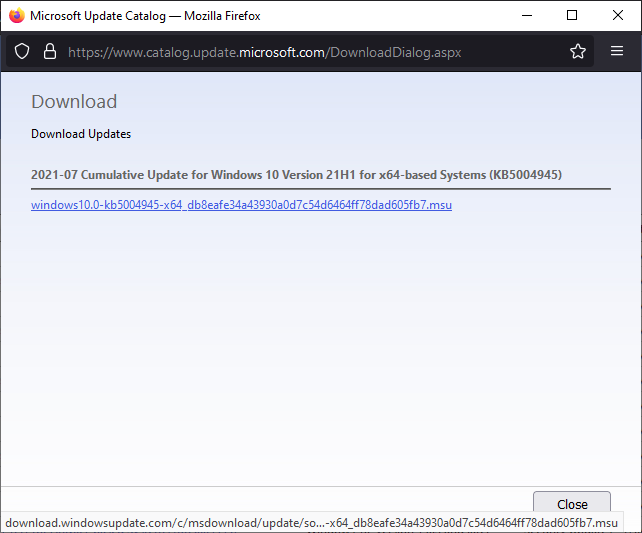 Microsoft Update Catalog — Mozilla Firefox
https://www.catalog.update.microsoft.com/DownloadDialog.aspx
Download
Download Updates
2021-07 Cumulative Update for Windows 10 Version 21H1 for x64-based Systems (KB5004945)
windows10.0-kb5004945-x64_db8eafe34a43930a0d7c54d6464ff78dad605fb7.msu
Close
download.windowsupdate.com/c/msdownload/update/so...-x64_db8eafe34a43930a0d7c54d6464ff78dad605fb7.msu